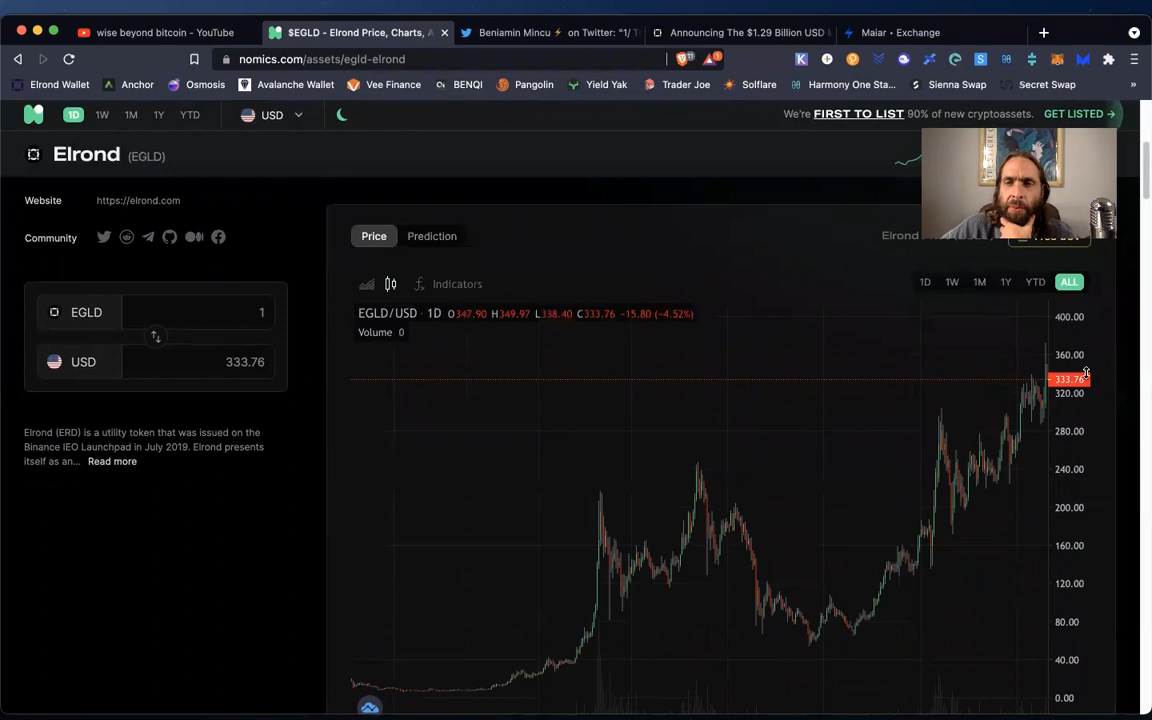 wise beyond bitcoin - YouTube
$EGLD - Elrond Price, Charts, A
Benjamin Mincu ⚡ on Twitter: "1/ T
Announcing The $1.29 Billion USD M
Maiar • Exchange
nomics.com/assets/egld-elrond
Elrond Wallet
Anchor
Osmosis
Avalanche Wallet
Vee Finance
BENQI
Pangolin
Yield Yak
Trader Joe
Solflare
Harmony One Sta...
Sienna Swap
Secret Swap
1D 1W 1M 1Y YTD
USD
We're FIRST TO LIST 90% of new cryptoassets.
GET LISTED →
Elrond (EGLD)
Website
https://elrond.com
Community
Price
Prediction
Elrond
Indicators
1D 1W 1M 1Y YTD ALL
EGLD 1
USD 333.76
EGLD/USD · 1D O347.90 H349.97 L338.40 C333.76 −15.80 (−4.52%)
Volume 0
400.00
360.00
333.76
320.00
280.00
240.00
200.00
160.00
120.00
80.00
40.00
0.00
Elrond (ERD) is a utility token that was issued on the
Binance IEO Launchpad in July 2019. Elrond presents
itself as an... Read more